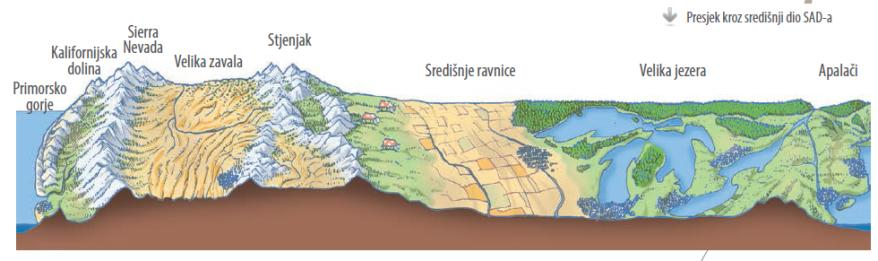 Presjek kroz središnji dio SAD-a
Primorsko
gorje
Kalifornijska
dolina
Sierra
Nevada
Velika zavala
Stjenjak
Središnje ravnice
Velika jezera
Apalači